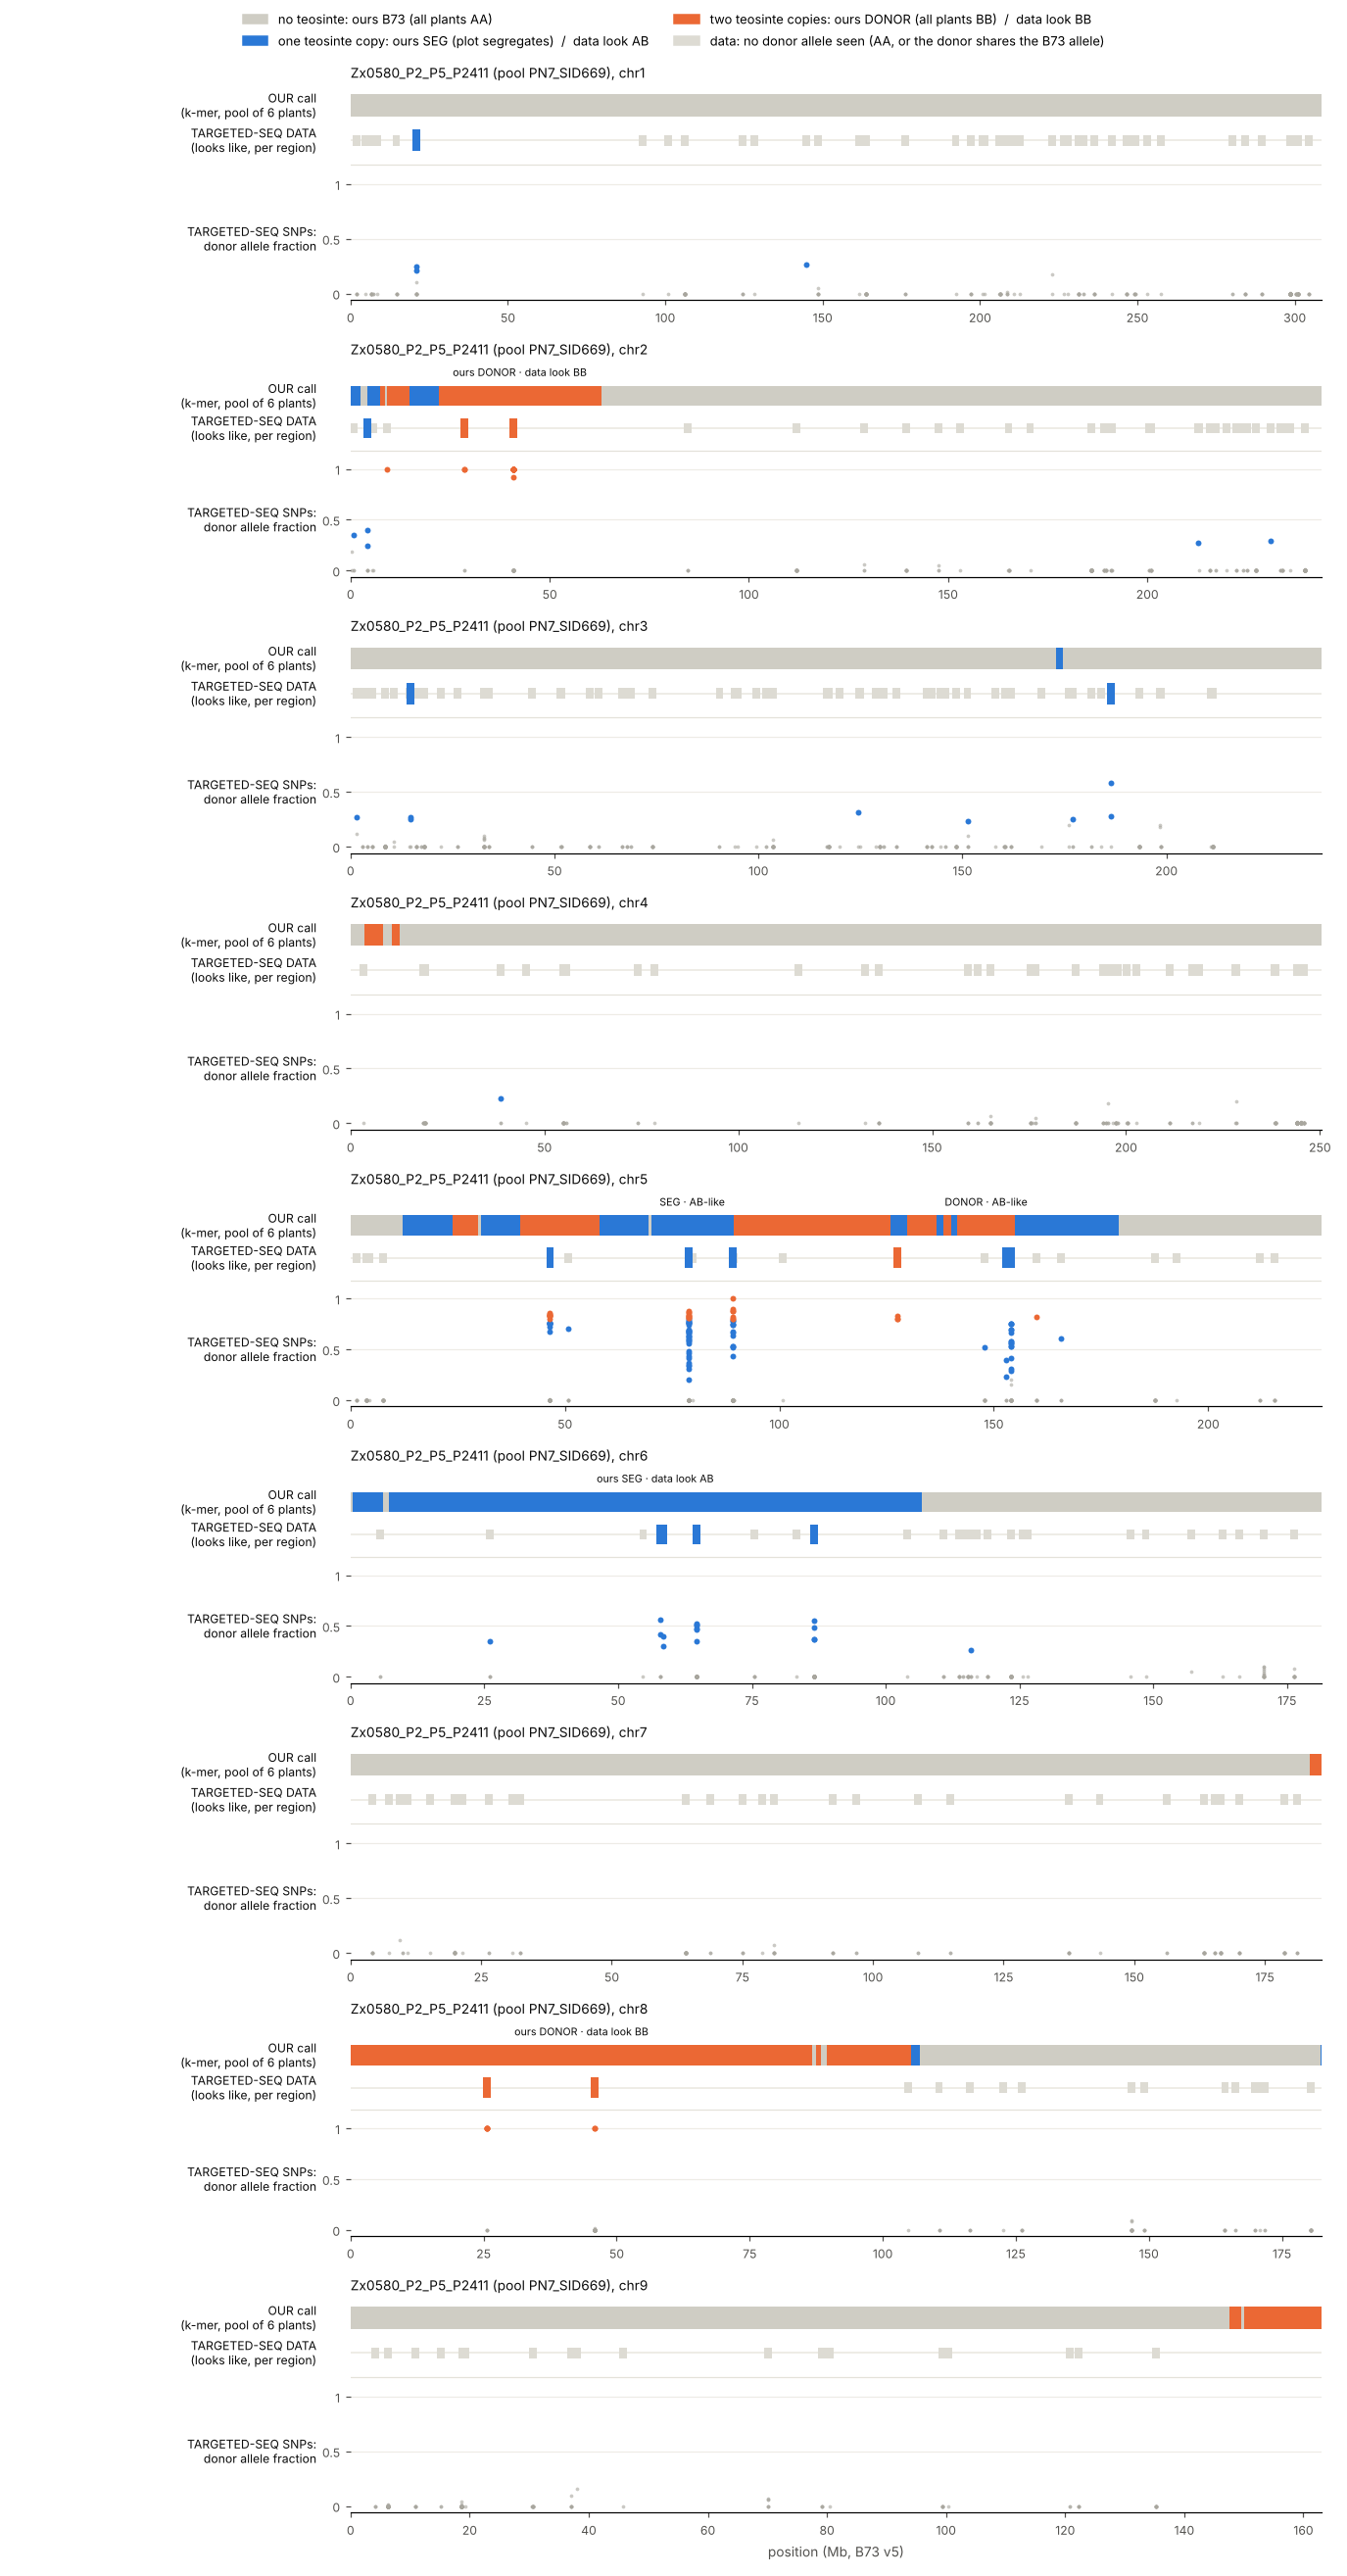 no teosinte: ours B73 (all plants AA)
two teosinte copies: ours DONOR (all plants BB)  /  data look BB
one teosinte copy: ours SEG (plot segregates)  /  data look AB
data: no donor allele seen (AA, or the donor shares the B73 allele)
Zx0580_P2_P5_P2411 (pool PN7_SID669), chr1
OUR call
(k-mer, pool of 6 plants)
TARGETED-SEQ DATA
(looks like, per region)
1
TARGETED-SEQ SNPs:
donor allele fraction
0.5
0
0 50 100 150 200 250 300
Zx0580_P2_P5_P2411 (pool PN7_SID669), chr2
ours DONOR · data look BB
OUR call
(k-mer, pool of 6 plants)
TARGETED-SEQ DATA
(looks like, per region)
1
TARGETED-SEQ SNPs:
donor allele fraction
0.5
0
0 50 100 150 200
Zx0580_P2_P5_P2411 (pool PN7_SID669), chr3
OUR call
(k-mer, pool of 6 plants)
TARGETED-SEQ DATA
(looks like, per region)
1
TARGETED-SEQ SNPs:
donor allele fraction
0.5
0
0 50 100 150 200
Zx0580_P2_P5_P2411 (pool PN7_SID669), chr4
OUR call
(k-mer, pool of 6 plants)
TARGETED-SEQ DATA
(looks like, per region)
1
TARGETED-SEQ SNPs:
donor allele fraction
0.5
0
0 50 100 150 200 250
Zx0580_P2_P5_P2411 (pool PN7_SID669), chr5
SEG · AB-like DONOR · AB-like
OUR call
(k-mer, pool of 6 plants)
TARGETED-SEQ DATA
(looks like, per region)
1
TARGETED-SEQ SNPs:
donor allele fraction
0.5
0
0 50 100 150 200
Zx0580_P2_P5_P2411 (pool PN7_SID669), chr6
ours SEG · data look AB
OUR call
(k-mer, pool of 6 plants)
TARGETED-SEQ DATA
(looks like, per region)
1
TARGETED-SEQ SNPs:
donor allele fraction
0.5
0
0 25 50 75 100 125 150 175
Zx0580_P2_P5_P2411 (pool PN7_SID669), chr7
OUR call
(k-mer, pool of 6 plants)
TARGETED-SEQ DATA
(looks like, per region)
1
TARGETED-SEQ SNPs:
donor allele fraction
0.5
0
0 25 50 75 100 125 150 175
Zx0580_P2_P5_P2411 (pool PN7_SID669), chr8
ours DONOR · data look BB
OUR call
(k-mer, pool of 6 plants)
TARGETED-SEQ DATA
(looks like, per region)
1
TARGETED-SEQ SNPs:
donor allele fraction
0.5
0
0 25 50 75 100 125 150 175
Zx0580_P2_P5_P2411 (pool PN7_SID669), chr9
OUR call
(k-mer, pool of 6 plants)
TARGETED-SEQ DATA
(looks like, per region)
1
TARGETED-SEQ SNPs:
donor allele fraction
0.5
0
0 20 40 60 80 100 120 140 160
position (Mb, B73 v5)